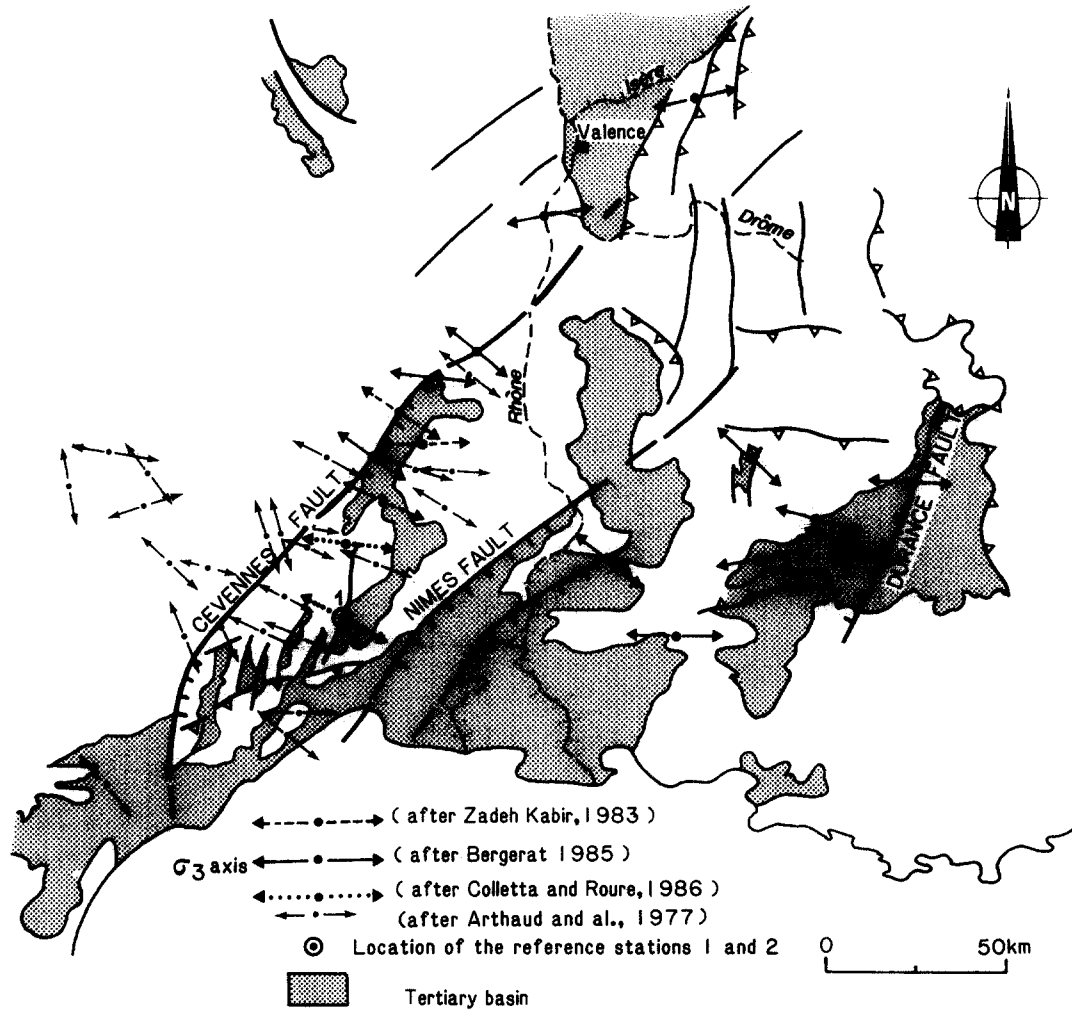 Isère
Valence
N
Drôme
Rhône
CEVENNES FAULT
NIMES FAULT
DURANCE FAULT
1
σ3 axis
(after Zadeh Kabir, 1983)
(after Bergerat 1985)
(after Colletta and Roure, 1986)
(after Arthaud and al., 1977)
Location of the reference stations 1 and 2
0 50km
Tertiary basin